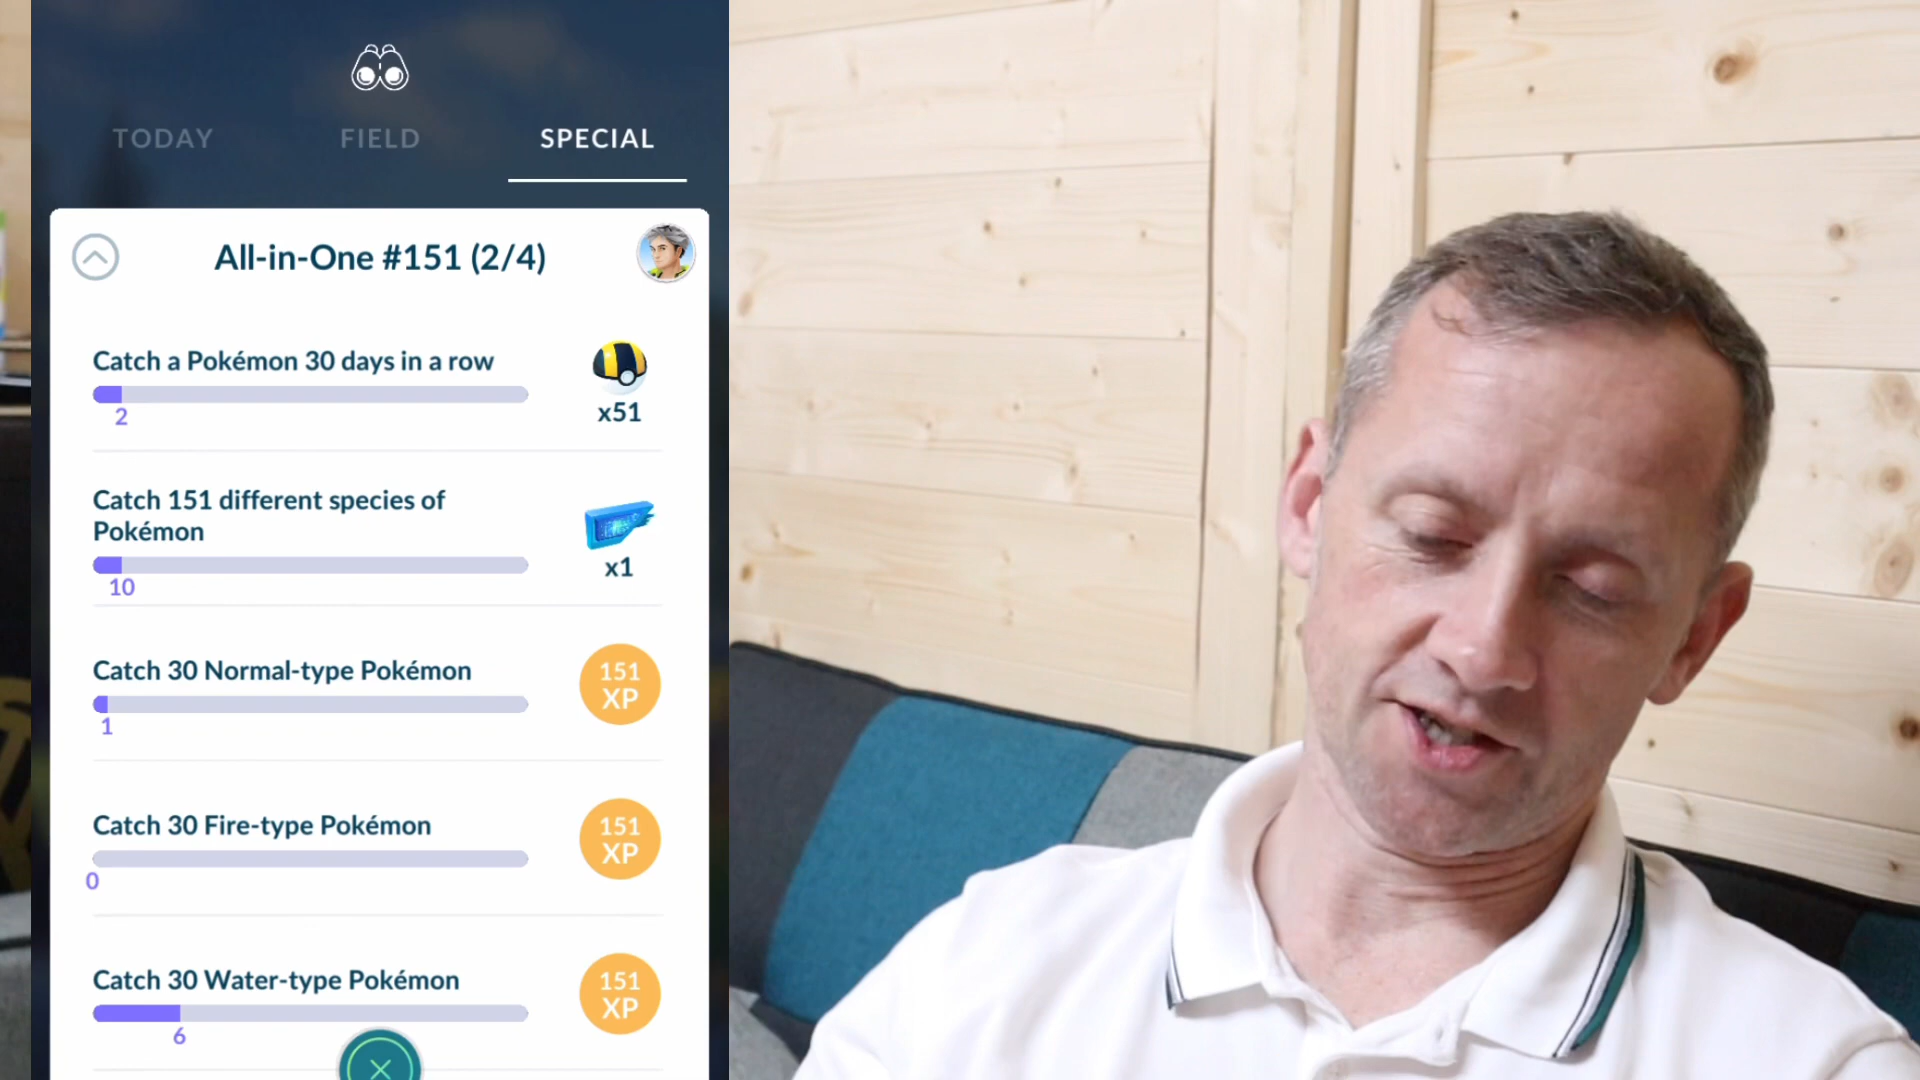 TODAY
FIELD
SPECIAL
All-in-One #151 (2/4)
Catch a Pokémon 30 days in a row
2
x51
Catch 151 different species of
Pokémon
10
x1
Catch 30 Normal-type Pokémon
1
151
XP
Catch 30 Fire-type Pokémon
0
151
XP
Catch 30 Water-type Pokémon
6
151
XP